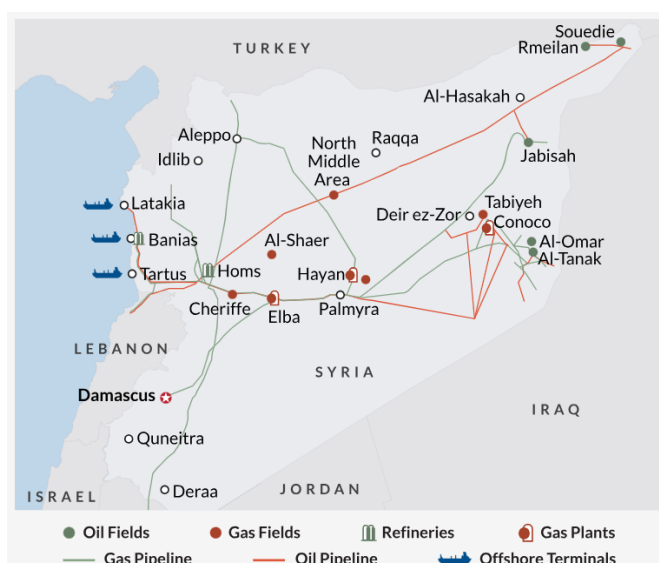 TURKEY
Souedie
Rmeilan
Al-Hasakah
Aleppo
Idlib
North
Middle
Area
Raqqa
Jabisah
Latakia
Deir ez-Zor
Tabiyeh
Conoco
Banias
Al-Shaer
Al-Omar
Al-Tanak
Tartus
Homs
Hayan
Cheriffe
Elba
Palmyra
LEBANON
SYRIA
Damascus
IRAQ
Quneitra
ISRAEL
Deraa
JORDAN
Oil Fields
Gas Fields
Refineries
Gas Plants
Gas Pipeline
Oil Pipeline
Offshore Terminals